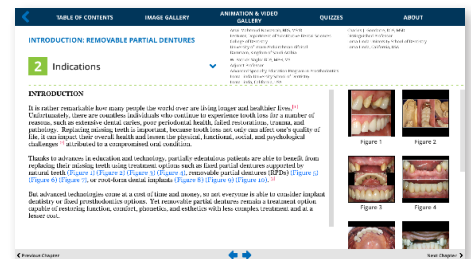 TABLE OF CONTENTS
IMAGE GALLERY
ANIMATION & VIDEO
GALLERY
QUIZZES
ABOUT
INTRODUCTION: REMOVABLE PARTIAL DENTURES
2 Indications
INTRODUCTION
It is rather remarkable how many people the world over are living longer and healthier lives.
Unfortunately, there are countless individuals who continue to experience tooth loss for a number of
reasons, such as extensive dental caries, poor periodontal health, failed restorations, trauma, and
pathology. Replacing missing teeth is important, because tooth loss not only can affect one's quality of
life, it can impact their overall health and lessen the physical, functional, social, and psychological
challenges attributed to a compromised oral condition.
Thanks to advances in education and technology, partially edentulous patients are able to benefit from
replacing their missing teeth using treatment options such as fixed partial dentures supported by
natural teeth (Figure 1) (Figure 2) (Figure 3) (Figure 4), removable partial dentures (RPDs) (Figure 5)
(Figure 6) (Figure 7), or root-form dental implants (Figure 8) (Figure 9) (Figure 10).
But advanced technologies come at a cost of time and money, so not everyone is able to consider implant
dentistry or fixed prosthodontics options. Yet removable partial dentures remain a treatment option
capable of restoring function, comfort, phonetics, and esthetics with less complex treatment and at a
lesser cost.
Figure 1
Figure 2
Figure 3
Figure 4
Previous Chapter
Next Chapter